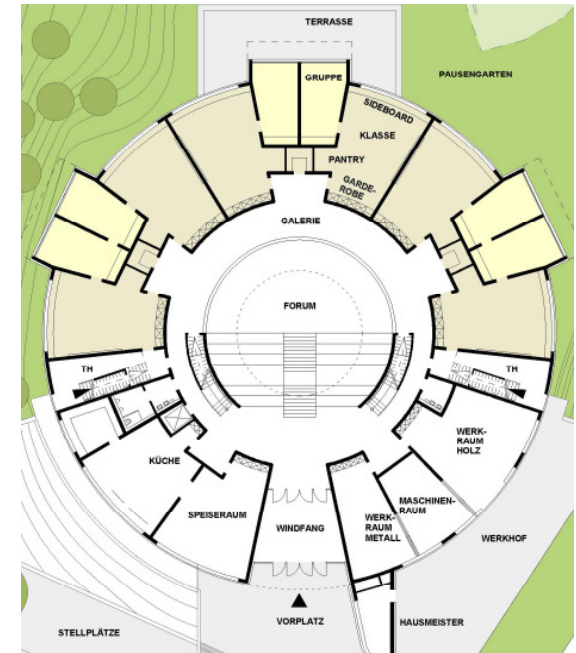 TERRASSE
GRUPPE
PAUSENGARTEN
SIDEBOARD
KLASSE
PANTRY
GARDE-
ROBE
GALERIE
FORUM
TH
TH
WERK-
RAUM
HOLZ
KÜCHE
MASCHINEN-
RAUM
SPEISERAUM
WINDFANG
WERK-
RAUM
METALL
WERKHOF
VORPLATZ
HAUSMEISTER
STELLPLÄTZE